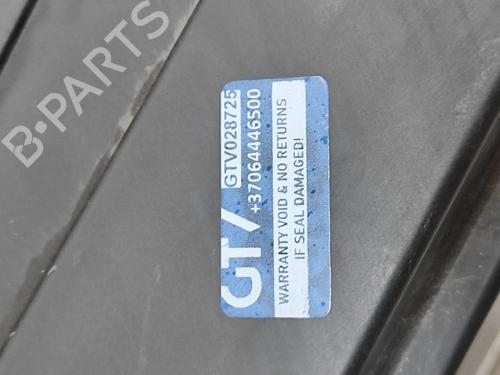 B-PARTS
GTV
GTV028725
+37064446500
WARRANTY VOID & NO RETURNS
IF SEAL DAMAGED!